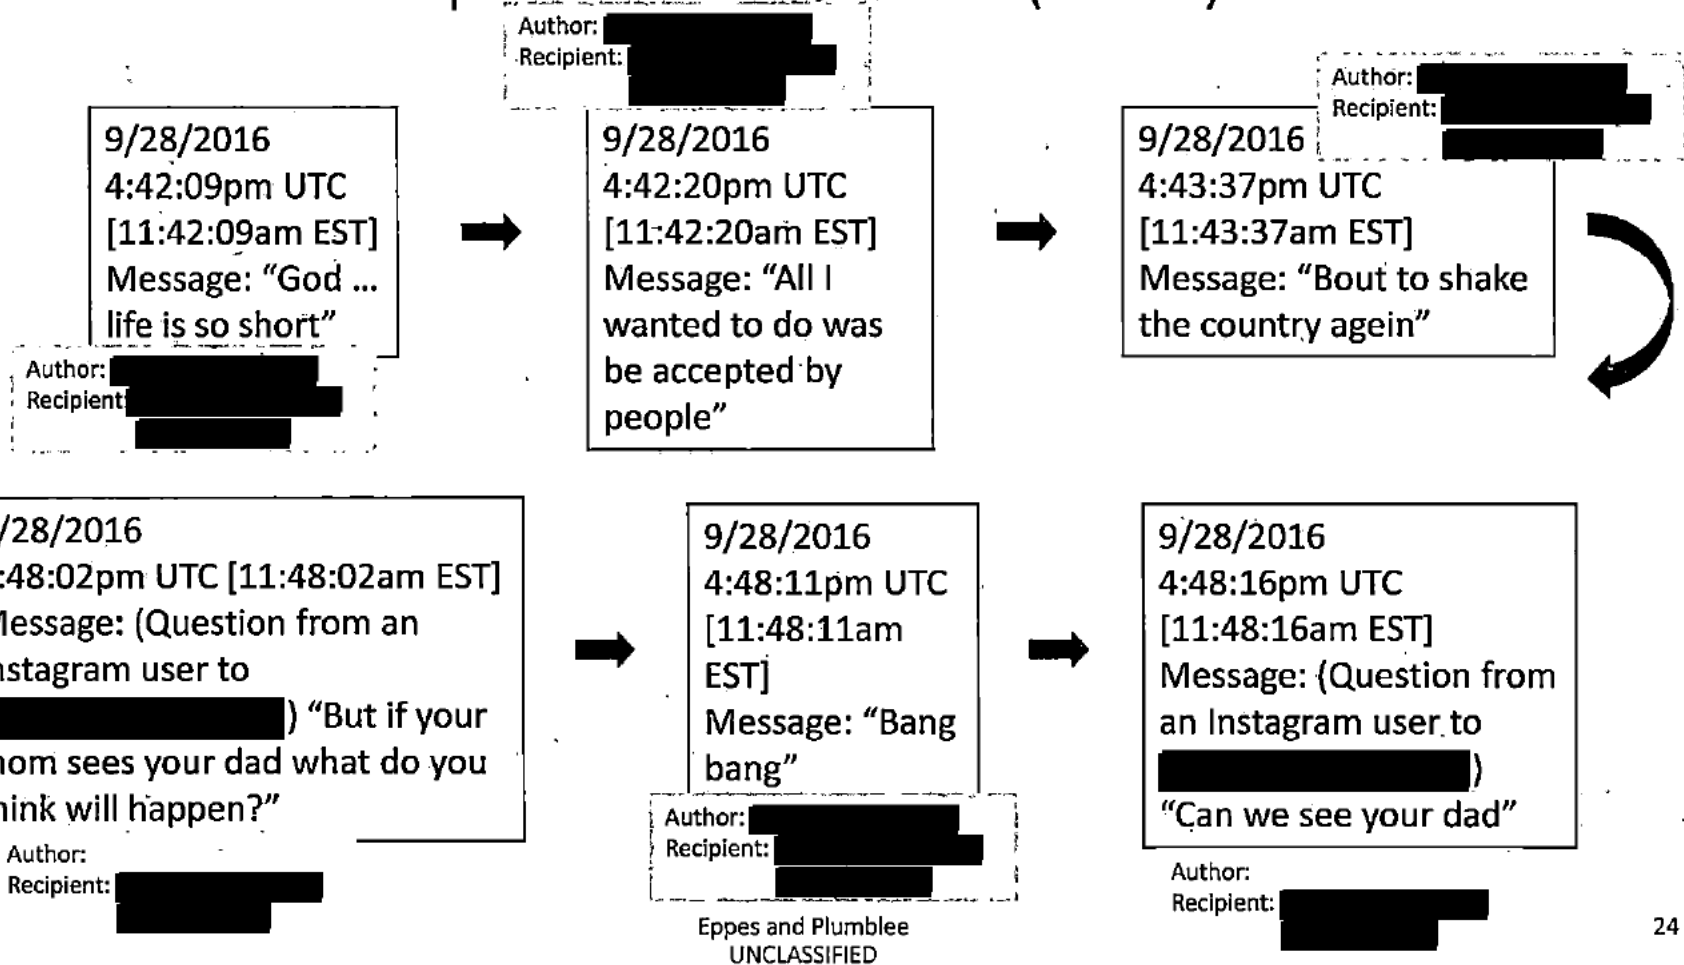 Author:
Recipient:
Author:
Recipient:
9/28/2016
4:42:09pm UTC
[11:42:09am EST]
Message: “God ...
life is so short”
Author:
Recipient:
9/28/2016
4:42:20pm UTC
[11:42:20am EST]
Message: “All I
wanted to do was
be accepted by
people”
9/28/2016
4:43:37pm UTC
[11:43:37am EST]
Message: “Bout to shake
the country agein”
/28/2016
:48:02pm UTC [11:48:02am EST]
Message: (Question from an
Instagram user to
) “But if your
mom sees your dad what do you
think will happen?”
Author:
Recipient:
9/28/2016
4:48:11pm UTC
[11:48:11am
EST]
Message: “Bang
bang”
Author:
Recipient:
9/28/2016
4:48:16pm UTC
[11:48:16am EST]
Message: (Question from
an Instagram user to
)
“Can we see your dad”
Author:
Recipient:
Eppes and Plumblee
UNCLASSIFIED
24